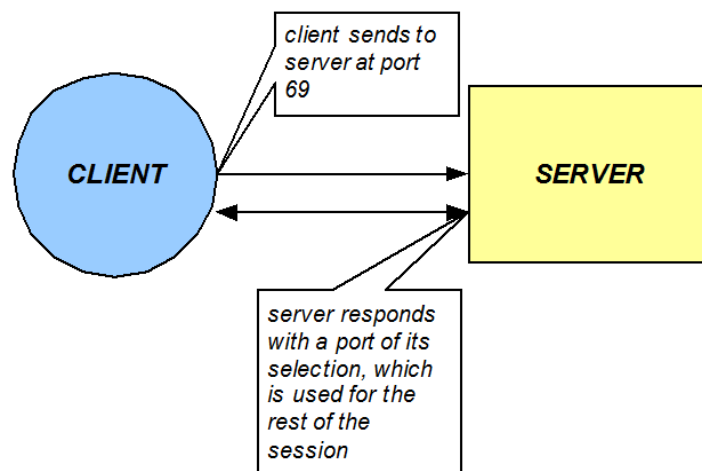 client sends to
server at port
69
CLIENT
SERVER
server responds
with a port of its
selection, which
is used for the
rest of the
session